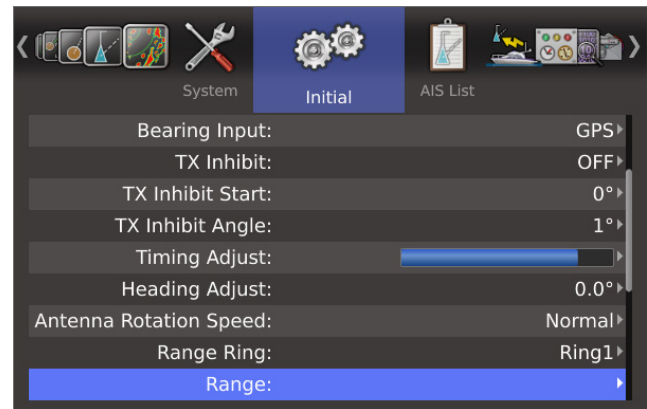 System
Initial
AIS List
Bearing Input: GPS
TX Inhibit: OFF
TX Inhibit Start: 0°
TX Inhibit Angle: 1°
Timing Adjust:
Heading Adjust: 0.0°
Antenna Rotation Speed: Normal
Range Ring: Ring1
Range: